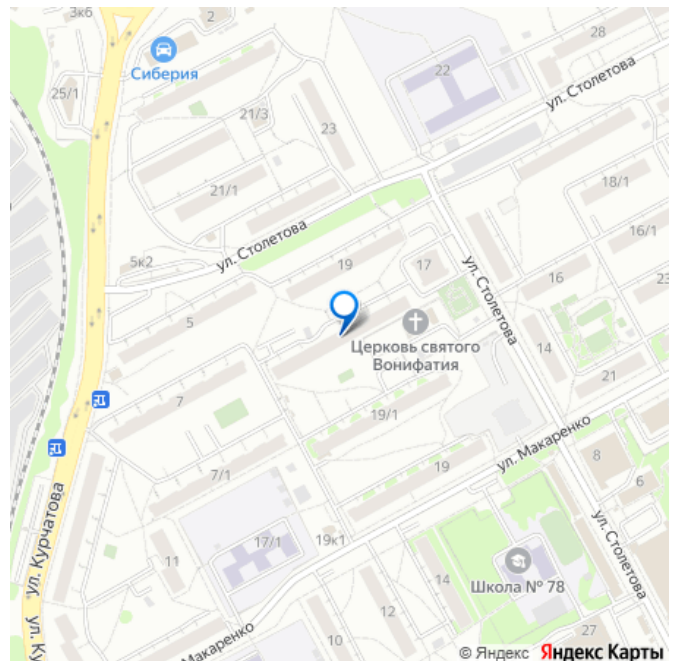 3к6
2
Сиберия
25/1
21/3
23
22
28
ул. Столетова
21/1
18/1
16/1
ул. Столетова
5к2
19
17
ул. Столетова
16
23
5
Церковь святого
Вонифатия
14
21
7
19/1
ул. Макаренко
19
8
6
7/1
ул. Курчатова
17/1
19к1
11
14
Школа № 78
ул. Столетова
12
27
10
Макаренко
ул. Ку
© Яндекс Яндекс Карты